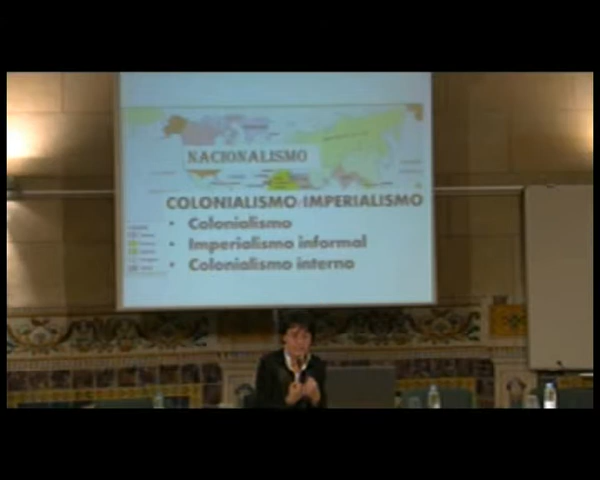 NACIONALISMO
COLONIALISMO IMPERIALISMO
• Colonialismo
• Imperialismo informal
• Colonialismo interno